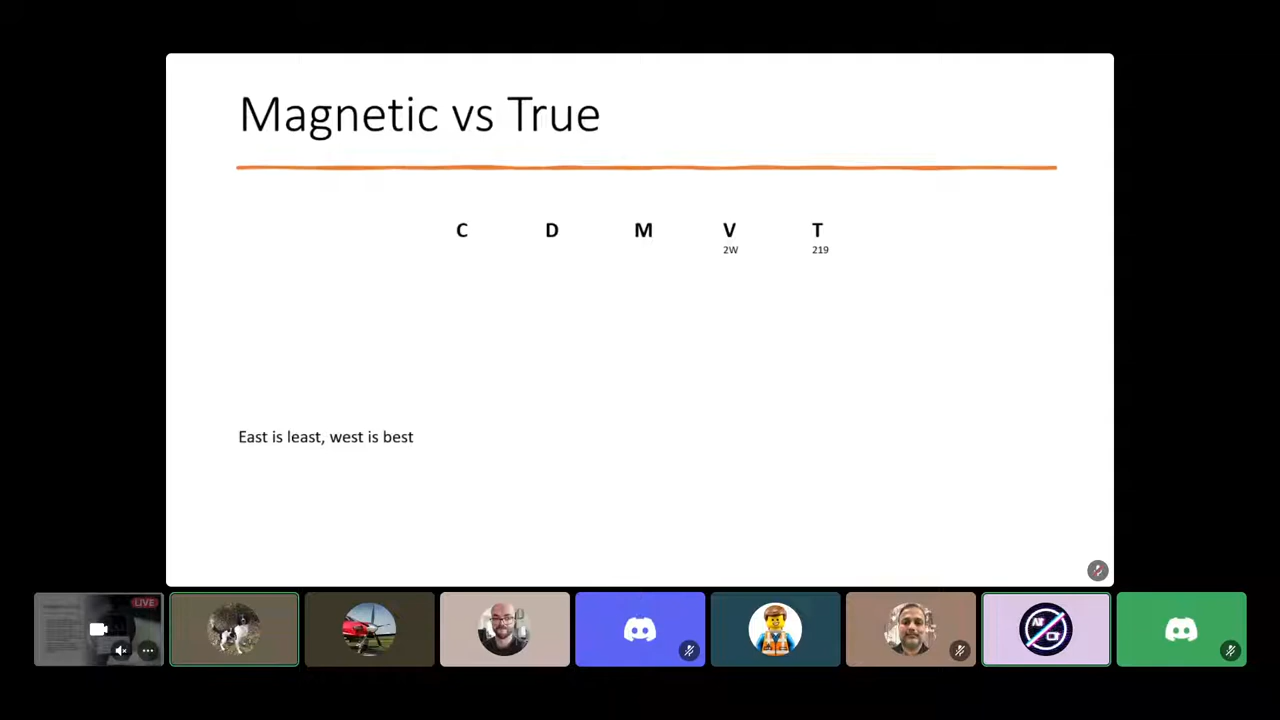 Magnetic vs True
C D M V T
2W 219
East is least, west is best
LIVE